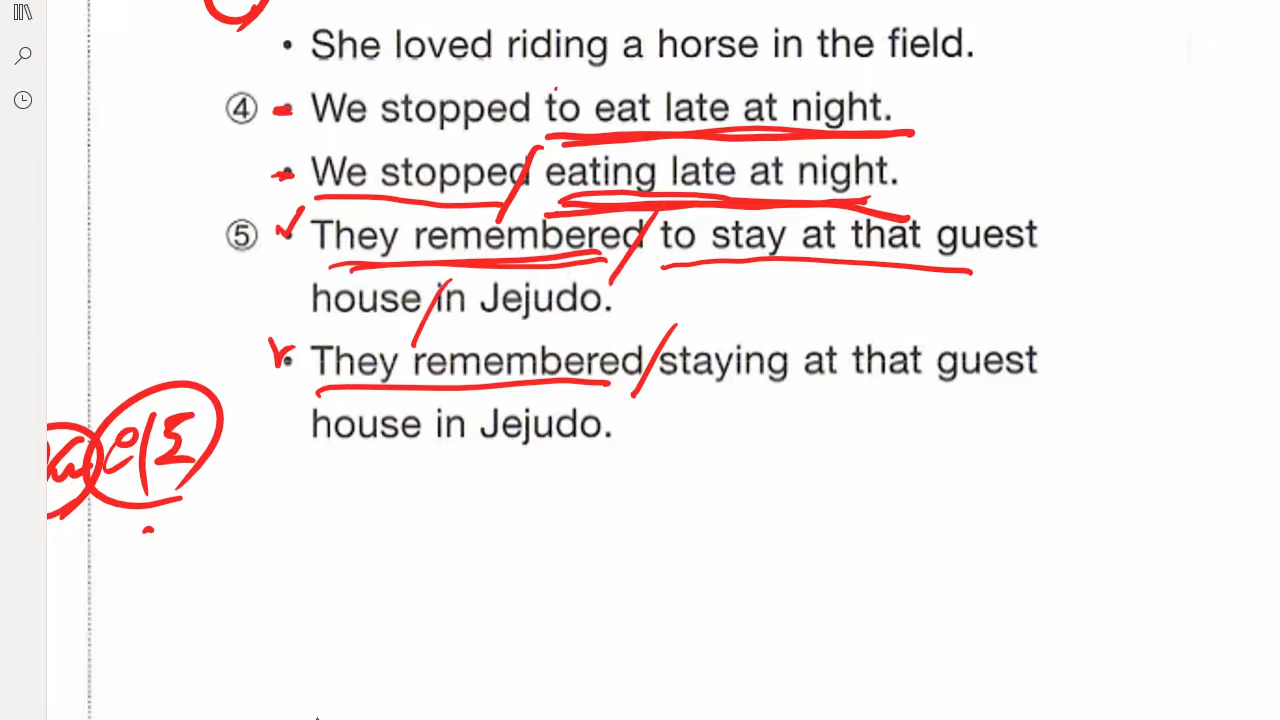 • She loved riding a horse in the field.
④ • We stopped to eat late at night.
• We stopped eating late at night.
⑤ • They remembered to stay at that guest
house in Jejudo.
• They remembered staying at that guest
house in Jejudo.